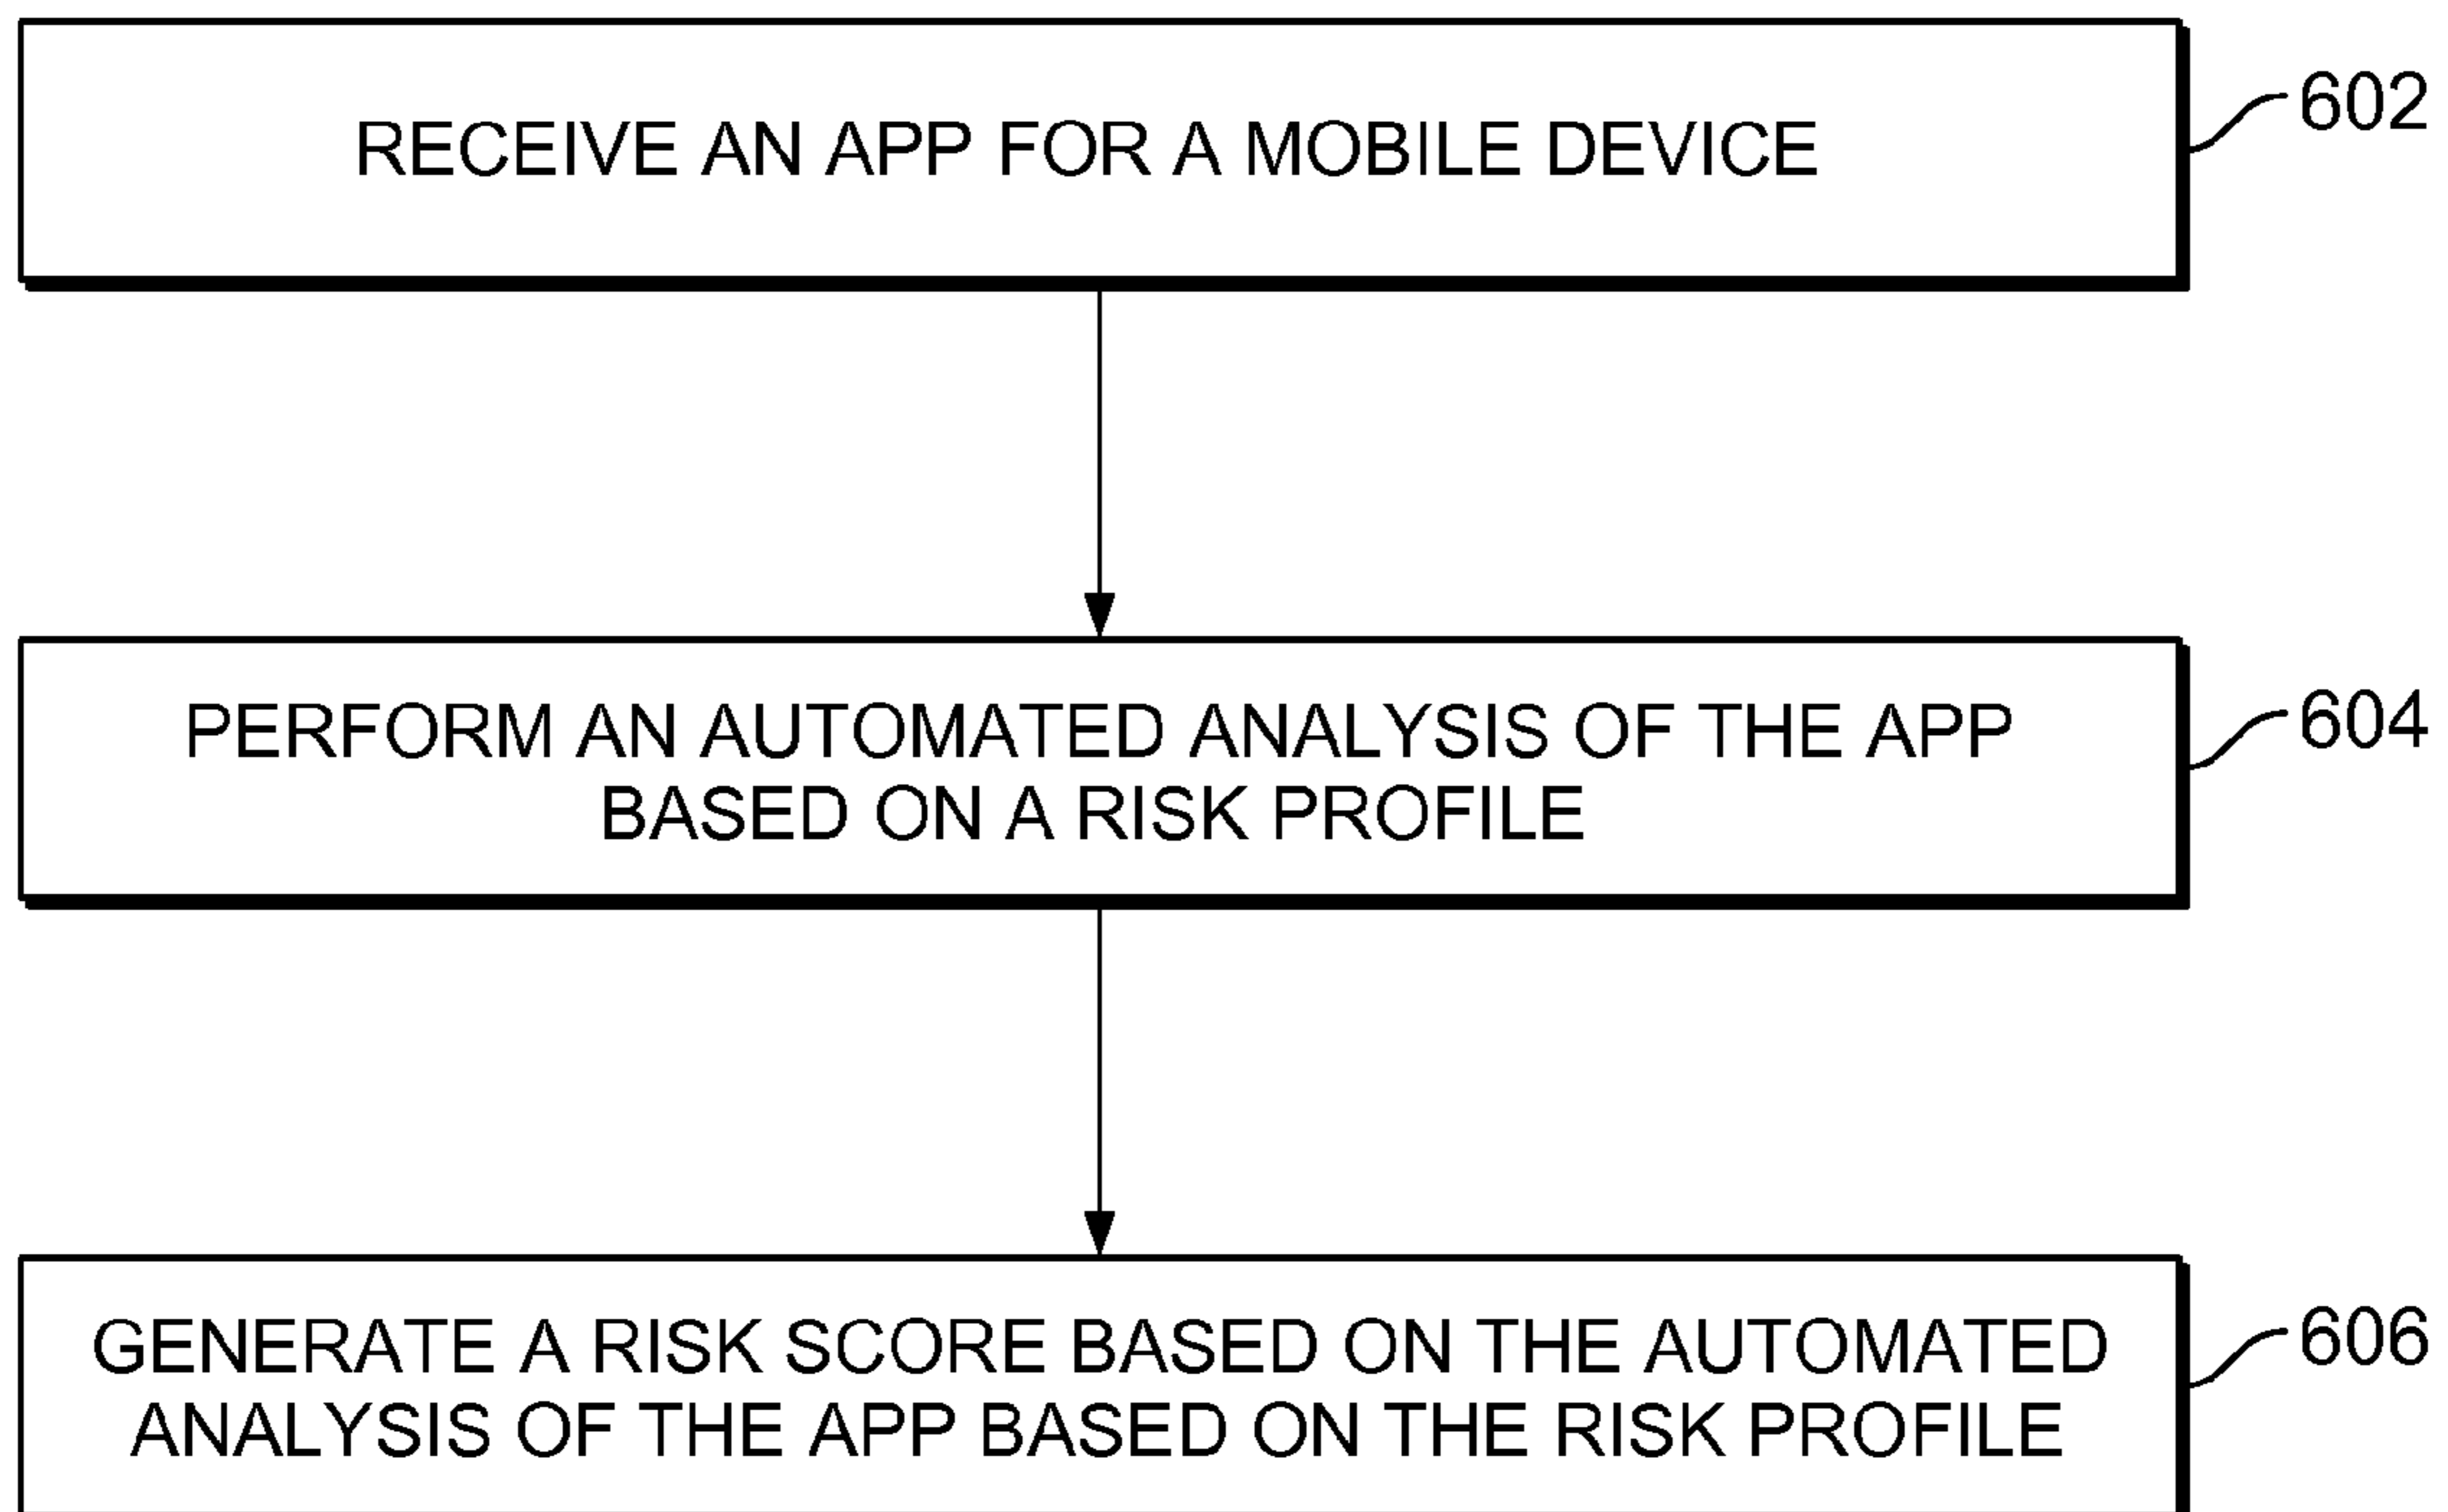 RECEIVE AN APP FOR A MOBILE DEVICE
602
PERFORM AN AUTOMATED ANALYSIS OF THE APP
BASED ON A RISK PROFILE
604
GENERATE A RISK SCORE BASED ON THE AUTOMATED
ANALYSIS OF THE APP BASED ON THE RISK PROFILE
606